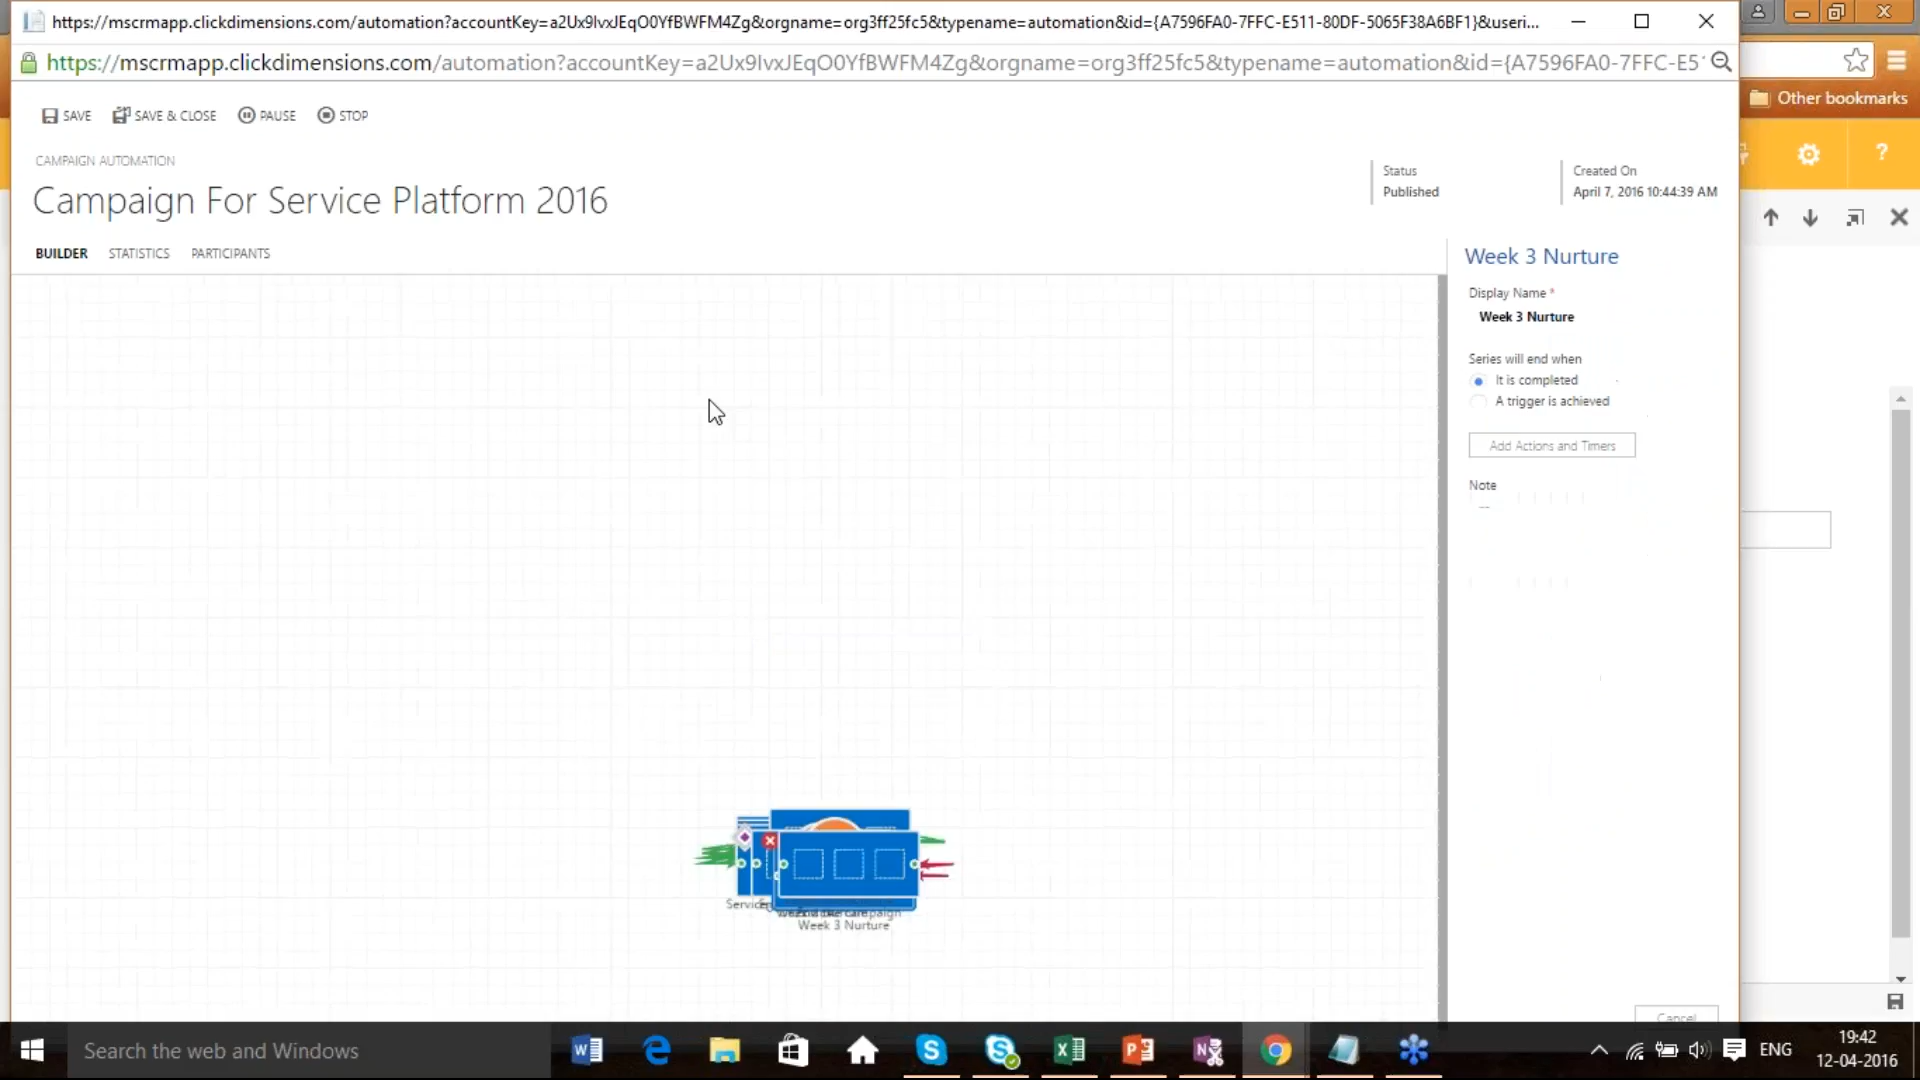 https://mscrmapp.clickdimensions.com/automation?accountKey=a2Ux9IvxJEqO0YfBWFM4Zg&orgname=org3ff25fc5&typename=automation&id={A7596FA0-7FFC-E511-80DF-5065F38A6BF1}&useri...
https://mscrmapp.clickdimensions.com/automation?accountKey=a2Ux9IvxJEqO0YfBWFM4Zg&orgname=org3ff25fc5&typename=automation&id={A7596FA0-7FFC-E5
Other bookmarks
SAVE SAVE & CLOSE PAUSE STOP
CAMPAIGN AUTOMATION
Campaign For Service Platform 2016
Status
Published
Created On
April 7, 2016 10:44:39 AM
BUILDER STATISTICS PARTICIPANTS
Week 3 Nurture
Display Name *
Week 3 Nurture
Series will end when
It is completed
A trigger is achieved
Add Actions and Timers
Note
--
Week 3 Nurture
Cancel
Search the web and Windows
ENG
19:42
12-04-2016